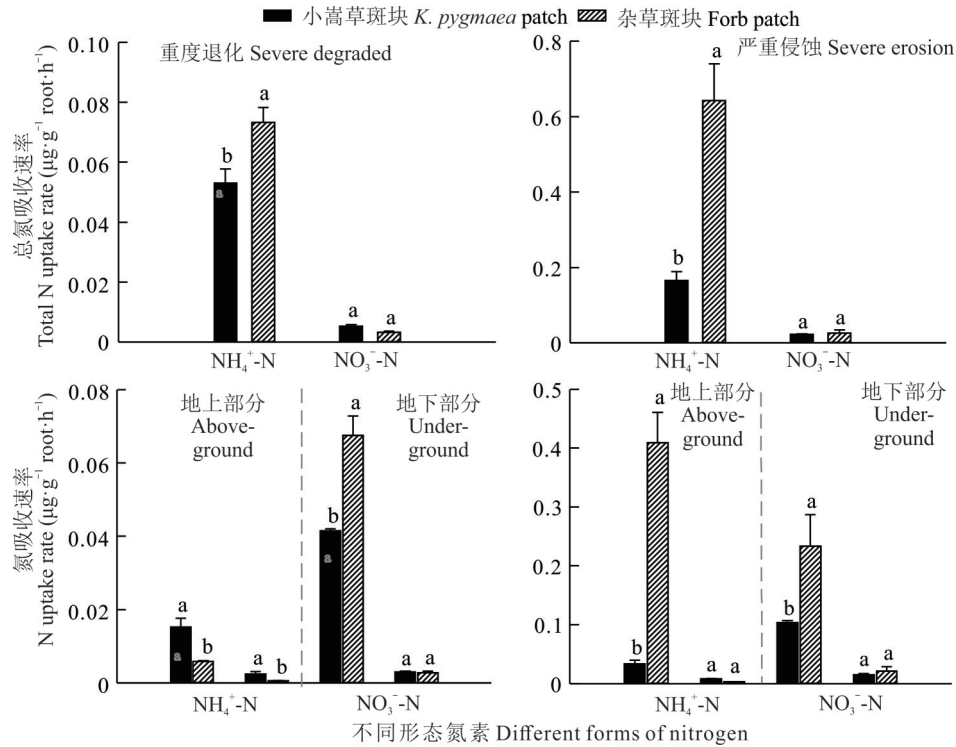 小嵩草斑块 K. pygmaea patch 杂草斑块 Forb patch
重度退化 Severe degraded
总氮吸收速率
Total N uptake rate (μg·g⁻¹ root·h⁻¹)
0.10
0.08
0.06
0.04
0.02
0
b
a
a
a
a
NH₄⁺-N
NO₃⁻-N
严重侵蚀 Severe erosion
0.8
0.6
0.4
0.2
0
b
a
a
a
NH₄⁺-N
NO₃⁻-N
氮吸收速率
N uptake rate (μg·g⁻¹ root·h⁻¹)
0.08
0.06
0.04
0.02
0
地上部分
Above-
ground
地下部分
Under-
ground
a
a
b
a
b
b
a
a
a
a
NH₄⁺-N
NO₃⁻-N
0.5
0.4
0.3
0.2
0.1
0
地上部分
Above-
ground
地下部分
Under-
ground
b
a
a
a
b
a
a
a
NH₄⁺-N
NO₃⁻-N
不同形态氮素 Different forms of nitrogen